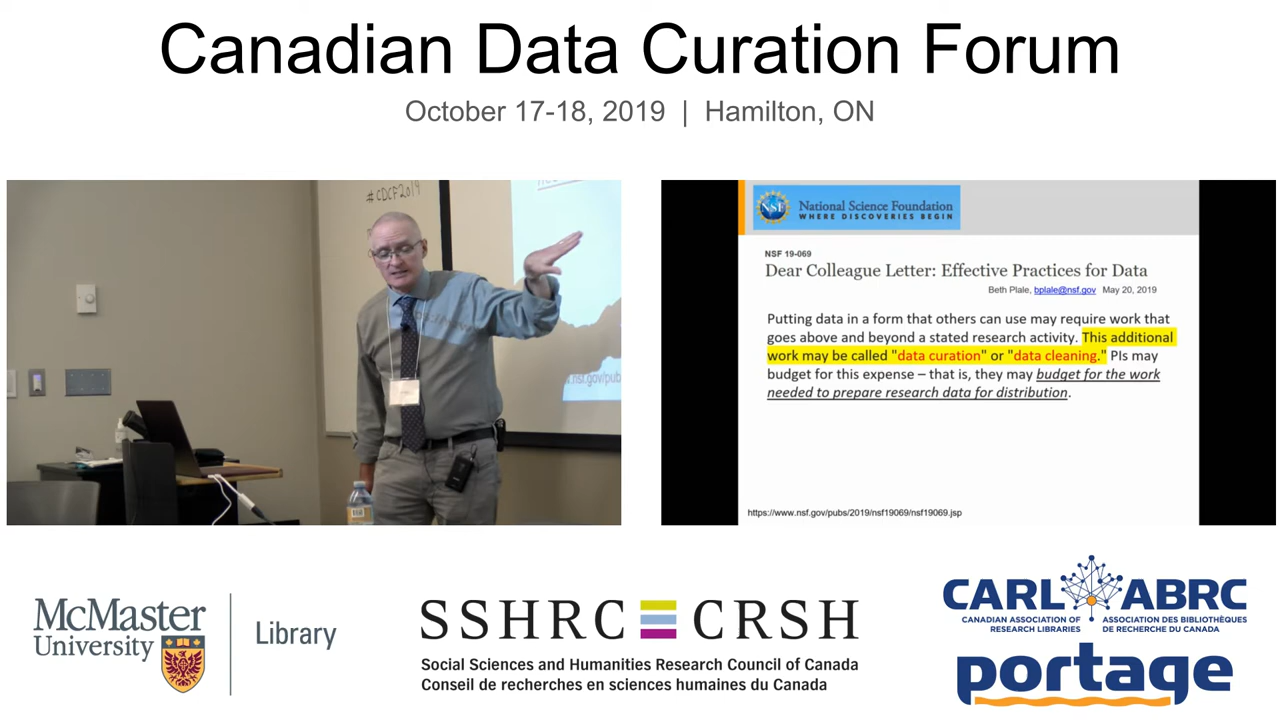 Canadian Data Curation Forum
October 17-18, 2019 | Hamilton, ON
#CDCF2019
.nsf.gov/pub
NSF
National Science Foundation
WHERE DISCOVERIES BEGIN
NSF 19-069
Dear Colleague Letter: Effective Practices for Data
Beth Plale, bplale@nsf.gov May 20, 2019
Putting data in a form that others can use may require work that
goes above and beyond a stated research activity. This additional
work may be called "data curation" or "data cleaning." PIs may
budget for this expense – that is, they may budget for the work
needed to prepare research data for distribution.
https://www.nsf.gov/pubs/2019/nsf19069/nsf19069.jsp
McMaster
University
Library
SSHRC CRSH
Social Sciences and Humanities Research Council of Canada
Conseil de recherches en sciences humaines du Canada
CARL ABRC
CANADIAN ASSOCIATION OF
RESEARCH LIBRARIES
ASSOCIATION DES BIBLIOTHÈQUES
DE RECHERCHE DU CANADA
portage